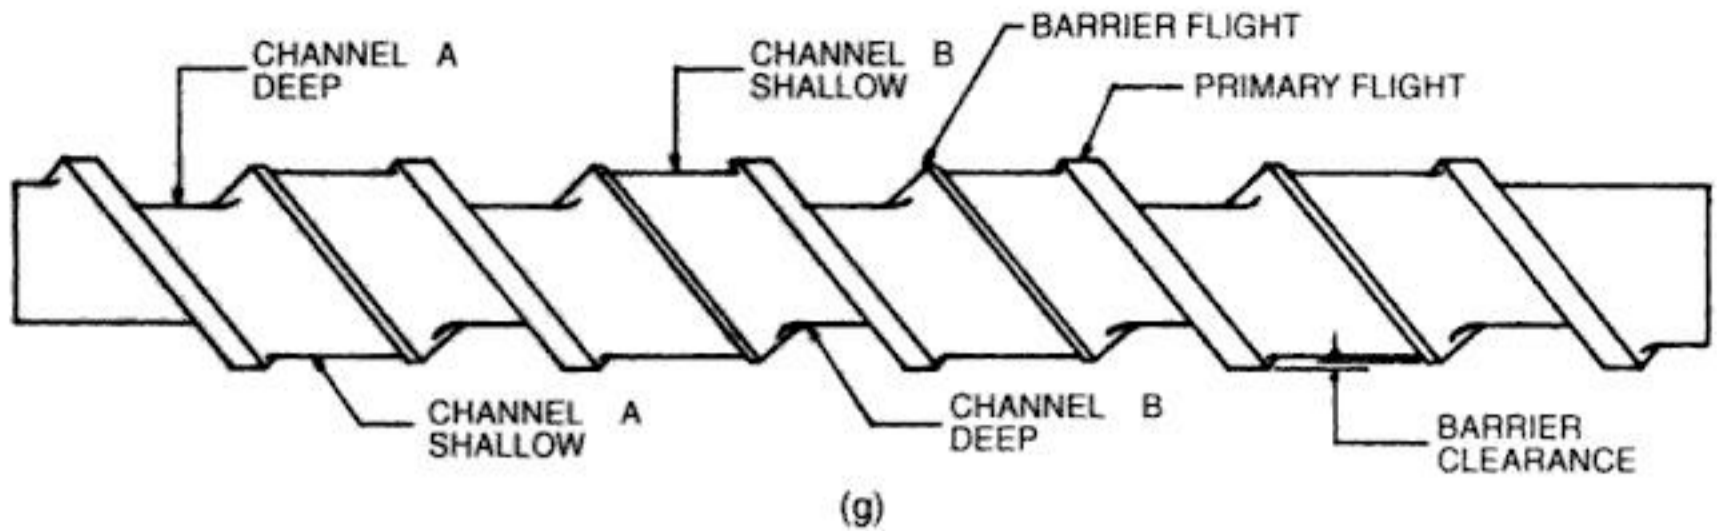 CHANNEL A
DEEP
CHANNEL B
SHALLOW
BARRIER FLIGHT
PRIMARY FLIGHT
CHANNEL A
SHALLOW
CHANNEL B
DEEP
BARRIER
CLEARANCE
(g)